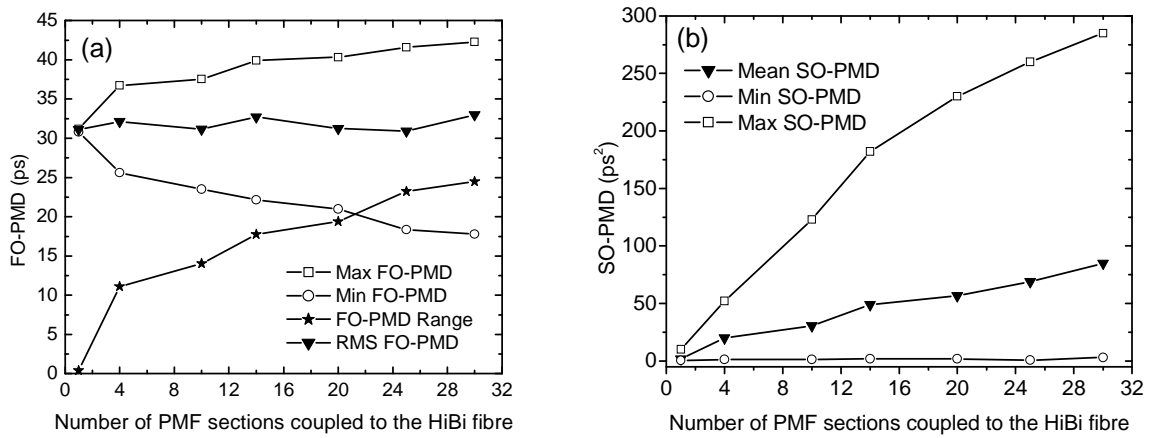 (a)
45
40
35
30
25
20
15
10
5
0
FO-PMD (ps)
Max FO-PMD
Min FO-PMD
FO-PMD Range
RMS FO-PMD
0 4 8 12 16 20 24 28 32
Number of PMF sections coupled to the HiBi fibre
(b)
300
250
200
150
100
50
0
SO-PMD (ps²)
Mean SO-PMD
Min SO-PMD
Max SO-PMD
0 4 8 12 16 20 24 28 32
Number of PMF sections coupled to the HiBi fibre